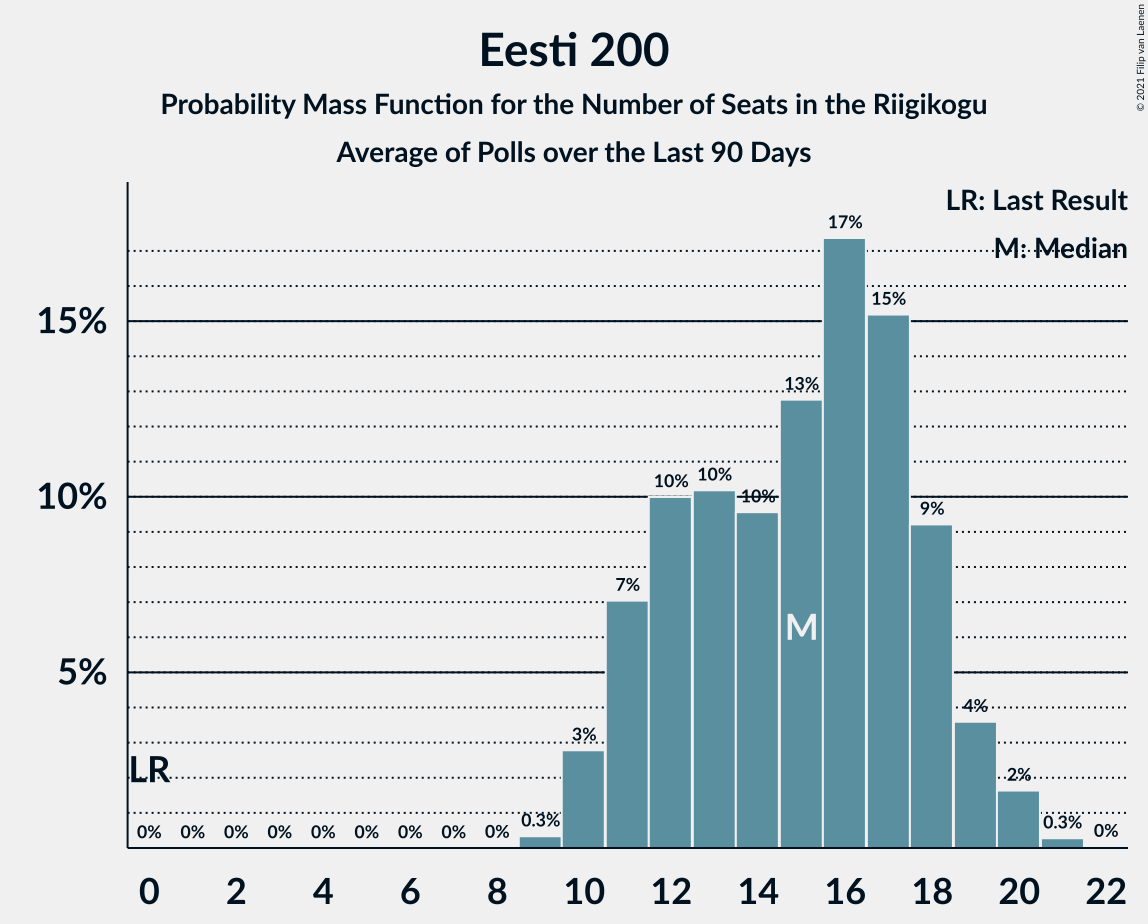 Eesti 200
Probability Mass Function for the Number of Seats in the Riigikogu
Average of Polls over the Last 90 Days
© 2021 Filip van Laenen
LR: Last Result
M: Median
17%
15%
15%
13%
10%
10%
10%
10%
9%
7%
5%
4%
3%
2%
LR
M
0% 0% 0% 0% 0% 0% 0% 0% 0% 0.3% 0.3% 0%
0 2 4 6 8 10 12 14 16 18 20 22